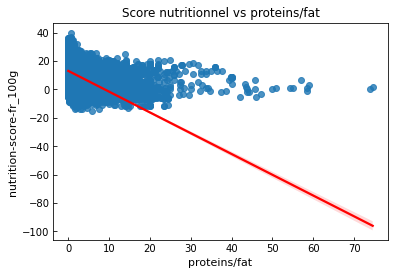 Score nutritionnel vs proteins/fat
nutrition-score-fr_100g
40
20
0
−20
−40
−60
−80
−100
0 10 20 30 40 50 60 70
proteins/fat